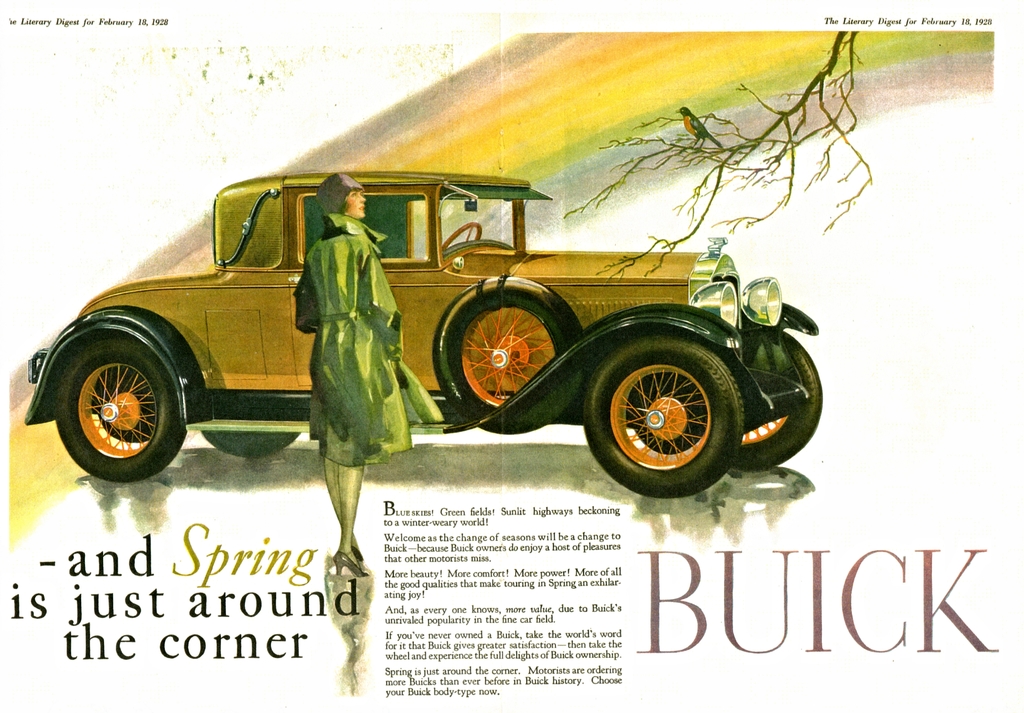 he Literary Digest for February 18, 1928
The Literary Digest for February 18, 1928
-and Spring
is just around
the corner
BLUE SKIES! Green fields! Sunlit highways beckoning
to a winter-weary world!
Welcome as the change of seasons will be a change to
Buick—because Buick owners do enjoy a host of pleasures
that other motorists miss.
More beauty! More comfort! More power! More of all
the good qualities that make touring in Spring an exhilar-
ating joy!
And, as every one knows, more value, due to Buick's
unrivaled popularity in the fine car field.
If you've never owned a Buick, take the world's word
for it that Buick gives greater satisfaction—then take the
wheel and experience the full delights of Buick ownership.
Spring is just around the corner. Motorists are ordering
more Buicks than ever before in Buick history. Choose
your Buick body-type now.
BUICK